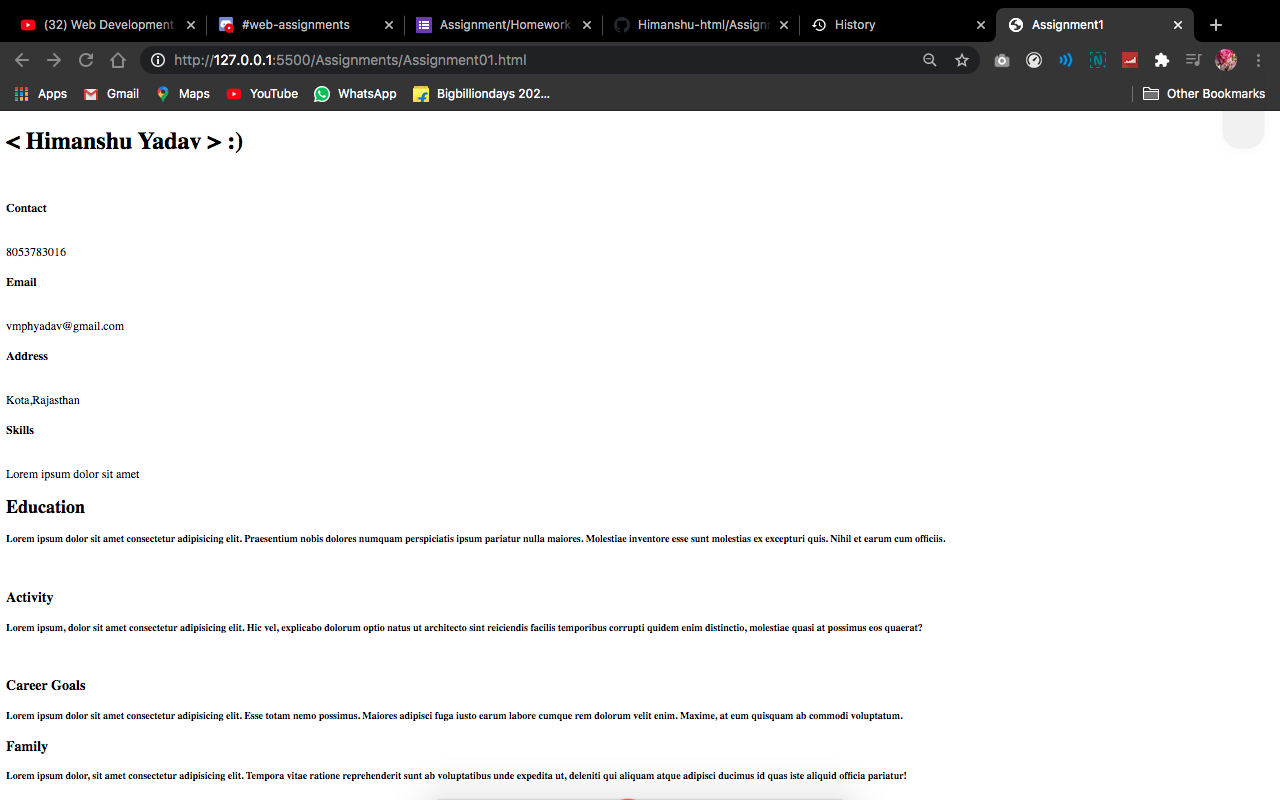 (32) Web Development
#web-assignments
Assignment/Homework
Himanshu-html/Assign
History
Assignment1
http://127.0.0.1:5500/Assignments/Assignment01.html
Apps
Gmail
Maps
YouTube
WhatsApp
Bigbilliondays 202...
Other Bookmarks
< Himanshu Yadav > :)
Contact
8053783016
Email
vmphyadav@gmail.com
Address
Kota,Rajasthan
Skills
Lorem ipsum dolor sit amet
Education
Lorem ipsum dolor sit amet consectetur adipisicing elit. Praesentium nobis dolores numquam perspiciatis ipsum pariatur nulla maiores. Molestiae inventore esse sunt molestias ex excepturi quis. Nihil et earum cum officiis.
Activity
Lorem ipsum, dolor sit amet consectetur adipisicing elit. Hic vel, explicabo dolorum optio natus ut architecto sint reiciendis facilis temporibus corrupti quidem enim distinctio, molestiae quasi at possimus eos quaerat?
Career Goals
Lorem ipsum dolor sit amet consectetur adipisicing elit. Esse totam nemo possimus. Maiores adipisci fuga iusto earum labore cumque rem dolorum velit enim. Maxime, at eum quisquam ab commodi voluptatum.
Family
Lorem ipsum dolor, sit amet consectetur adipisicing elit. Tempora vitae ratione reprehenderit sunt ab voluptatibus unde expedita ut, deleniti qui aliquam atque adipisci ducimus id quas iste aliquid officia pariatur!